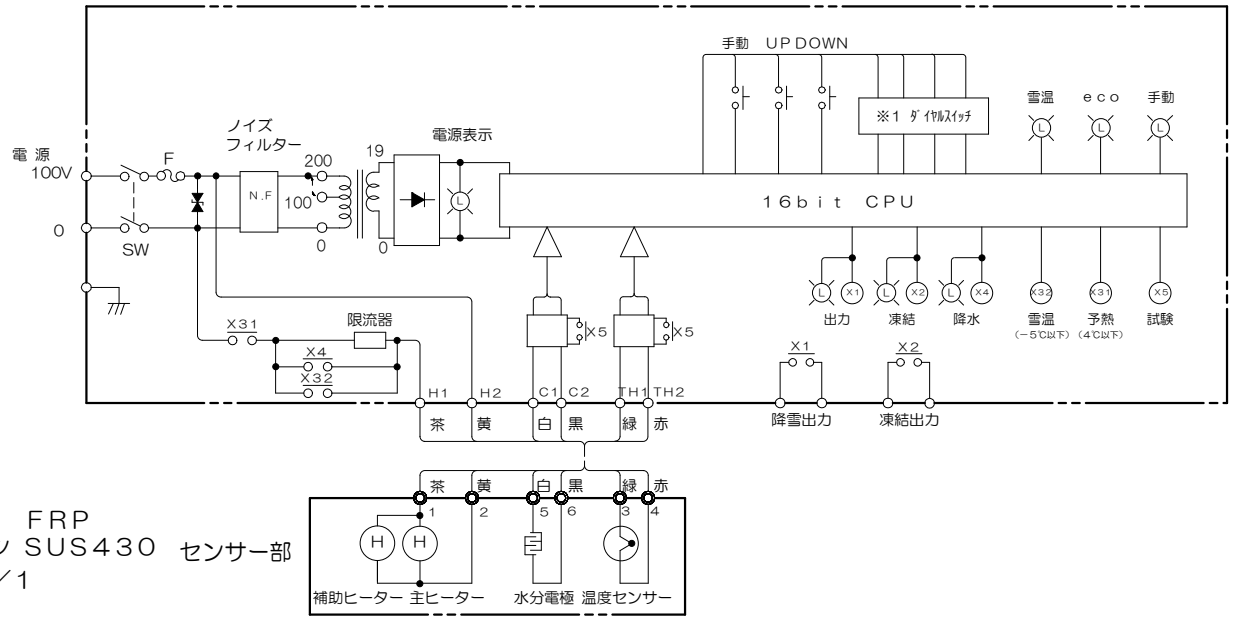 手動 UP DOWN
※1 ダイヤルスイッチ
雪温 eco 手動
L L L
ノイズ
フィルター
電源表示
電源
100V
F
N.F
200
100
0
19
0
L
16bit CPU
0
SW
L X1 L X2 L X4 X32 X31 X5
出力 凍結 降水 雪温 予熱 試験
(-5℃以下) (4℃以下)
X31
限流器
X4
X32
X5 X5
X1 X2
H1 H2 C1 C2 TH1 TH2
降雪出力 凍結出力
茶 黄 白 黒 緑 赤
茶 黄 白 黒 緑 赤
1 2 5 6 3 4
H H
FRP
SUS430 センサー部
/1
補助ヒーター 主ヒーター 水分電極 温度センサー